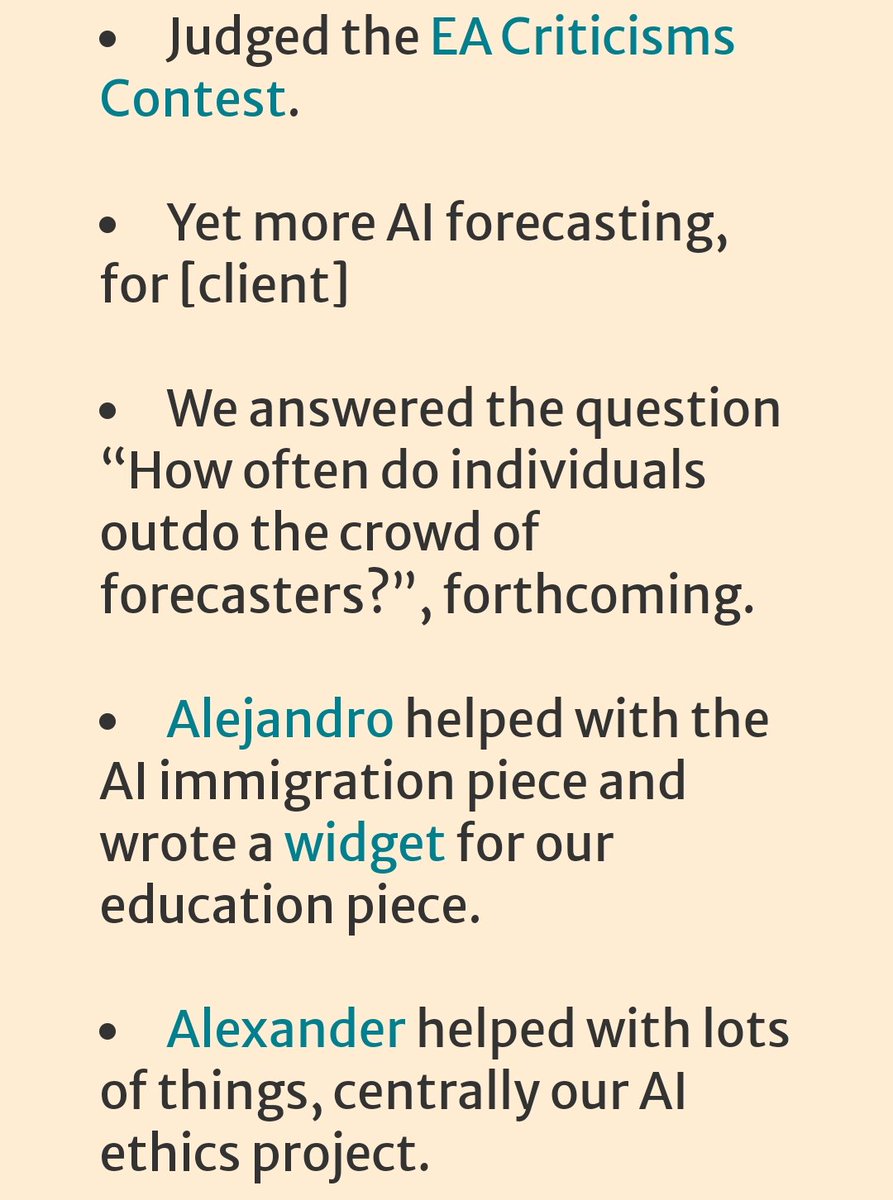 • Judged the EA Criticisms
Contest.
• Yet more AI forecasting,
for [client]
• We answered the question
“How often do individuals
outdo the crowd of
forecasters?”, forthcoming.
• Alejandro helped with the
AI immigration piece and
wrote a widget for our
education piece.
• Alexander helped with lots
of things, centrally our AI
ethics project.